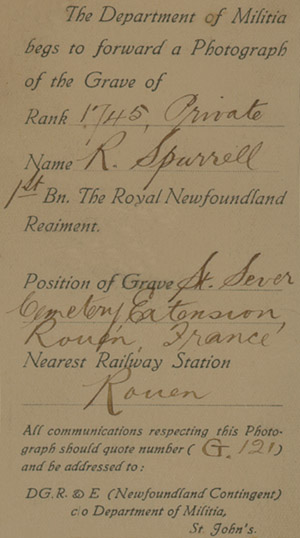 The Department of Militia
begs to forward a Photograph
of the Grave of
Rank 1745, Private
Name R. Spurrell
1st Bn. The Royal Newfoundland
Regiment.
Position of Grave St. Sever
Cemetery Extension,
Rouen, France
Nearest Railway Station
Rouen
All communications respecting this Photo-
graph should quote number (G. 121)
and be addressed to:
DG.R. & E (Newfoundland Contingent)
c/o Department of Militia,
St. John's.